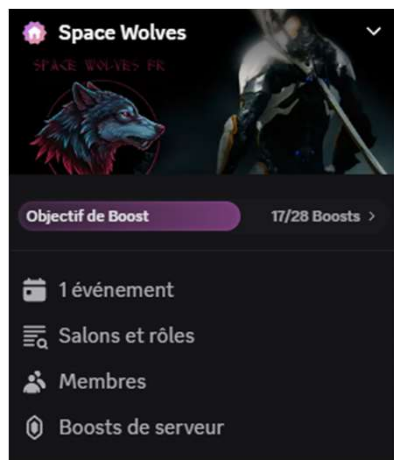 Space Wolves
SPACE WOLVES FR
Objectif de Boost
17/28 Boosts >
1 événement
Salons et rôles
Membres
Boosts de serveur